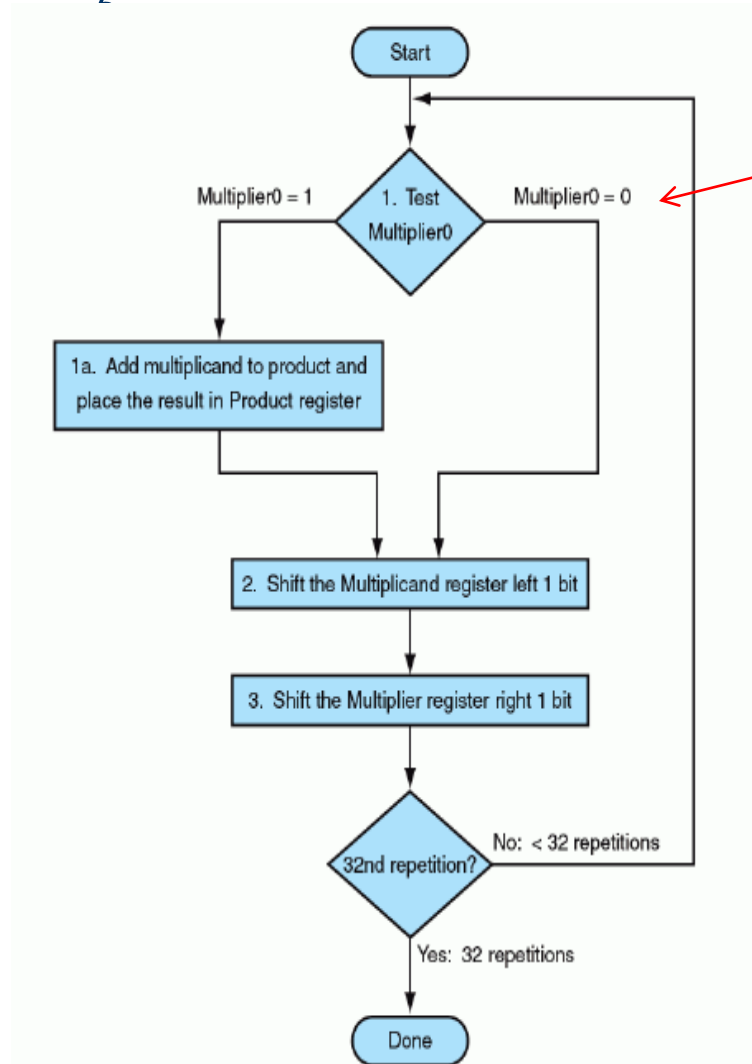 Start
Multiplier0 = 1
1. Test
Multiplier0
Multiplier0 = 0
1a. Add multiplicand to product and
place the result in Product register
2. Shift the Multiplicand register left 1 bit
3. Shift the Multiplier register right 1 bit
32nd repetition?
No: < 32 repetitions
Yes: 32 repetitions
Done